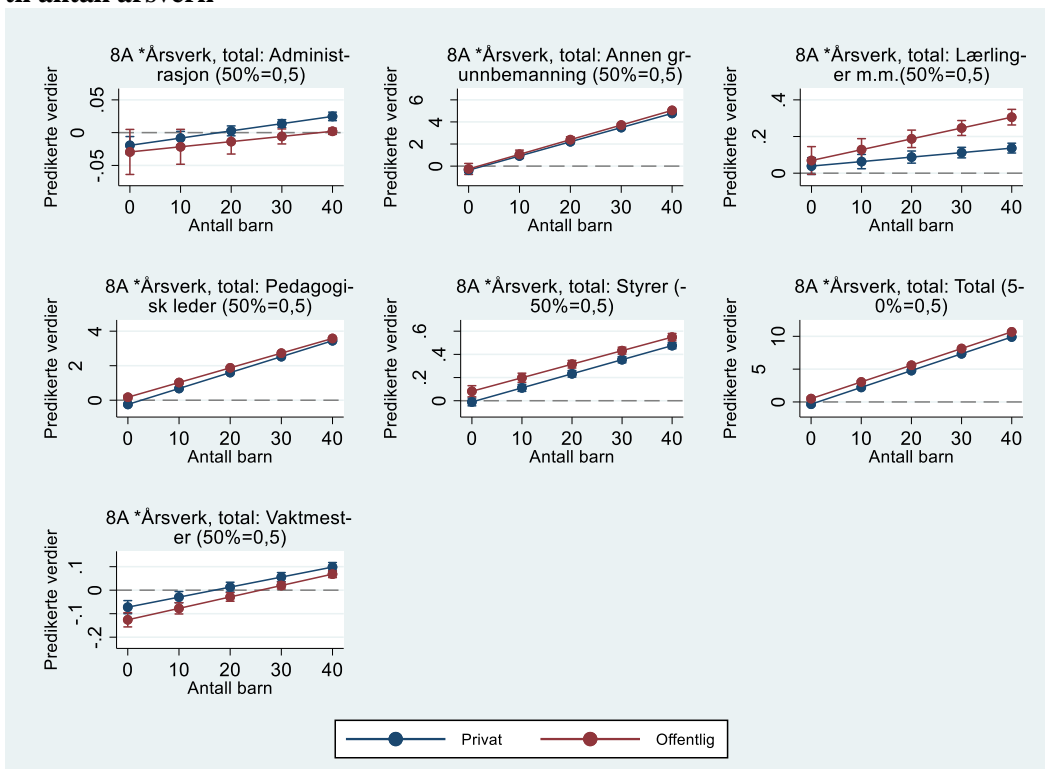 til antall årsverk
8A *Årsverk, total: Administ-
rasjon (50%=0,5)
Predikerte verdier
.05
0
-.05
0 10 20 30 40
Antall barn
8A *Årsverk, total: Annen gr-
unnbemanning (50%=0,5)
Predikerte verdier
6
4
2
0
0 10 20 30 40
Antall barn
8A *Årsverk, total: Lærling-
er m.m.(50%=0,5)
Predikerte verdier
.4
.2
0
0 10 20 30 40
Antall barn
8A *Årsverk, total: Pedagogi-
sk leder (50%=0,5)
Predikerte verdier
4
2
0
0 10 20 30 40
Antall barn
8A *Årsverk, total: Styrer (-
50%=0,5)
Predikerte verdier
.6
.4
.2
0
0 10 20 30 40
Antall barn
8A *Årsverk, total: Total (5-
0%=0,5)
Predikerte verdier
10
5
0
0 10 20 30 40
Antall barn
8A *Årsverk, total: Vaktmest-
er (50%=0,5)
Predikerte verdier
.1
0
-.1
-.2
0 10 20 30 40
Antall barn
Privat Offentlig